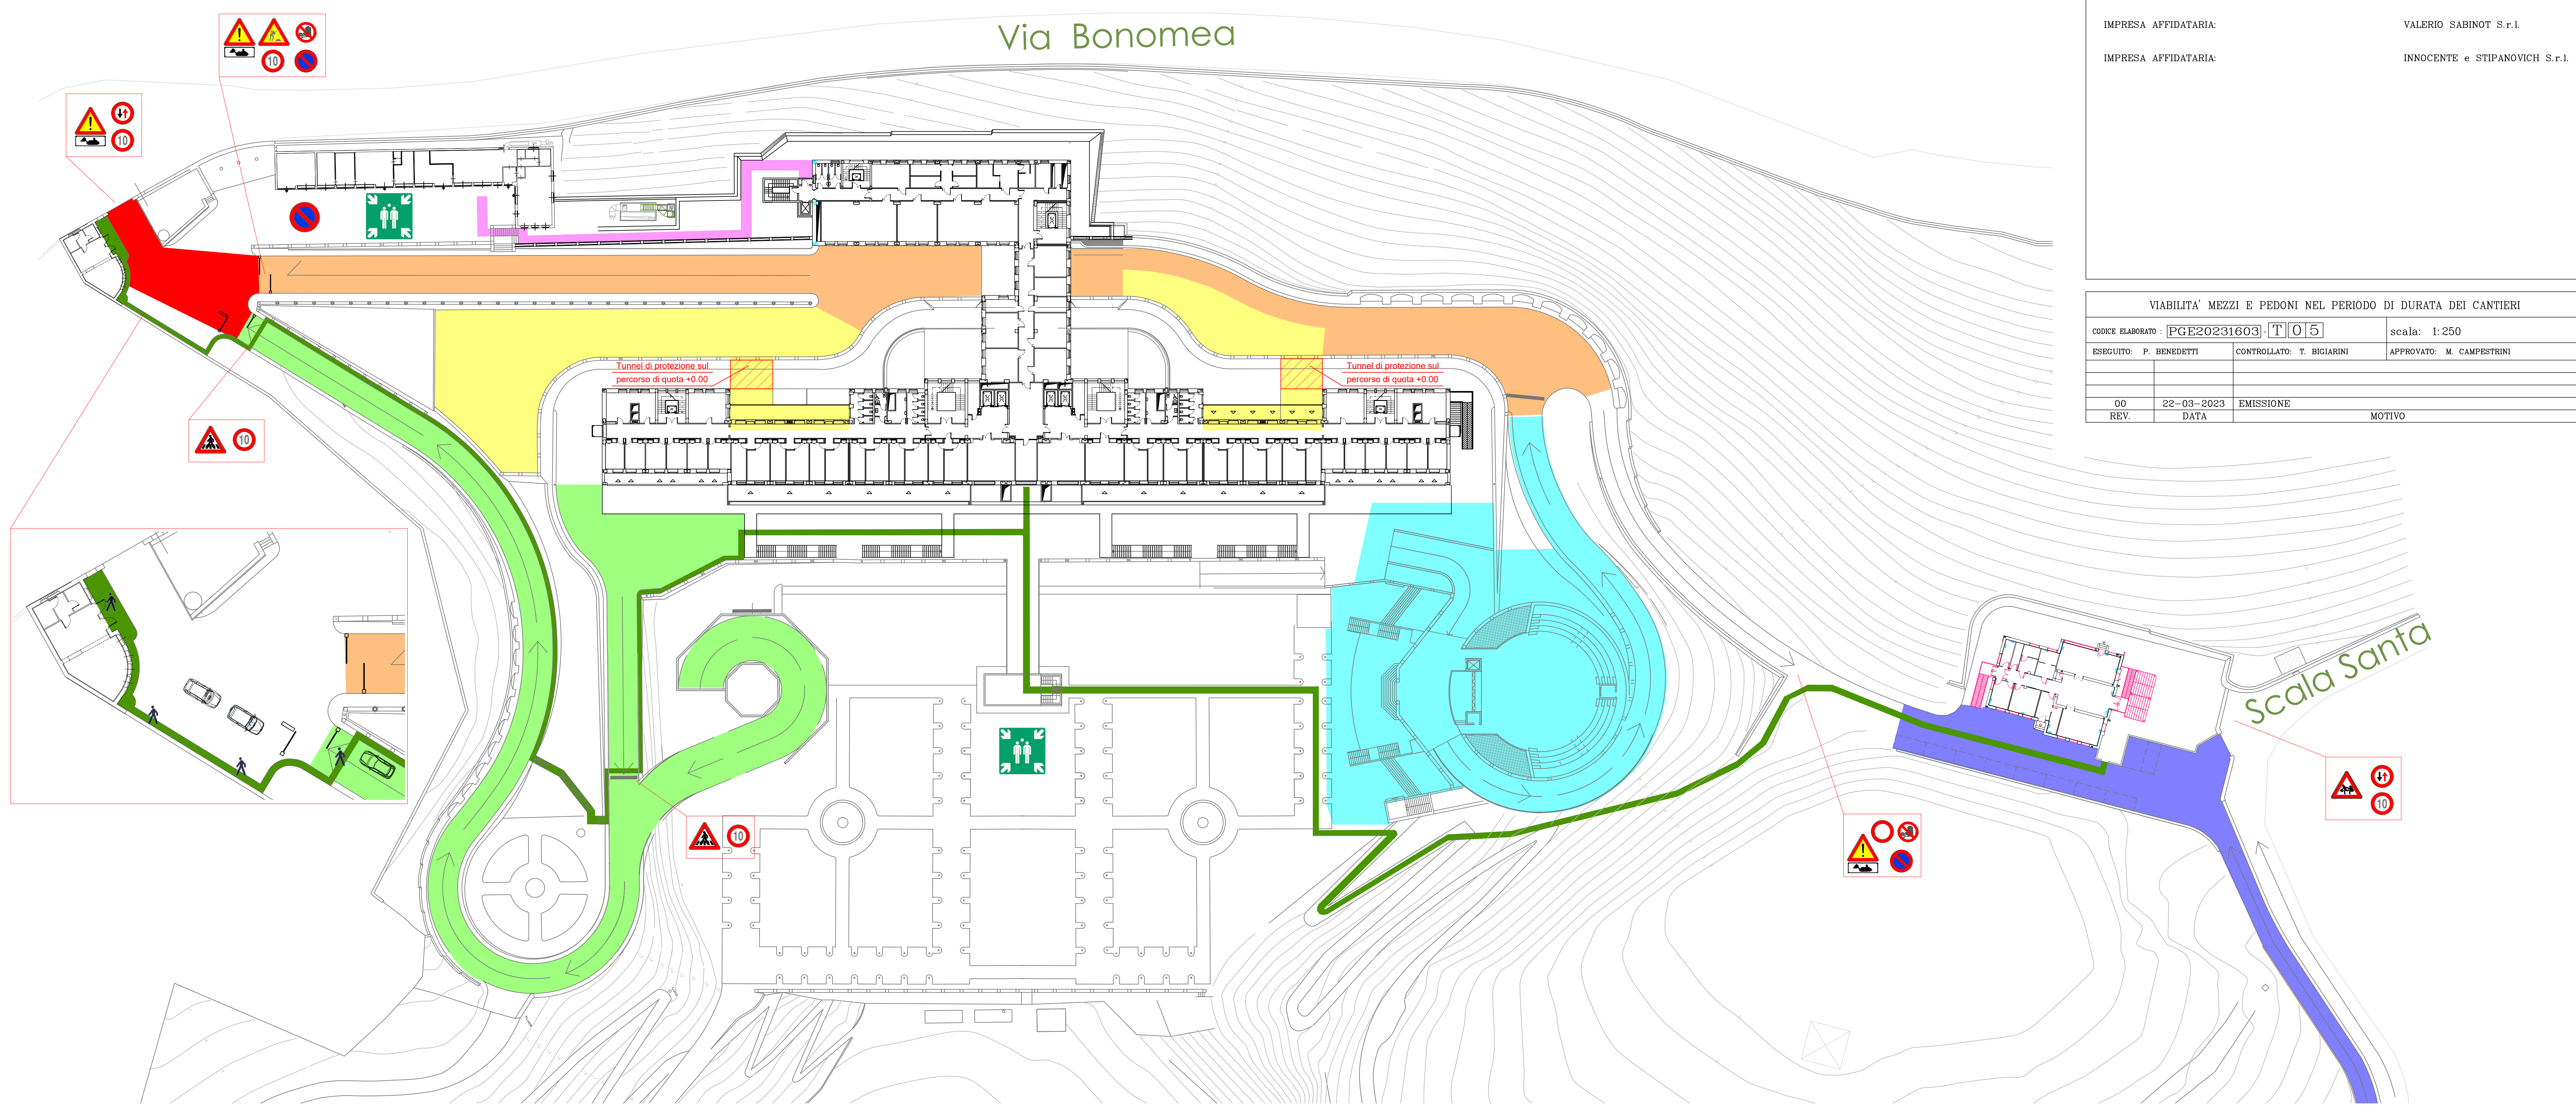 Via Bonomea
IMPRESA AFFIDATARIA: VALERIO SABINOT S.r.l.
IMPRESA AFFIDATARIA: INNOCENTE e STIPANOVICH S.r.l.
10
10
VIABILITA' MEZZI E PEDONI NEL PERIODO DI DURATA DEI CANTIERI
CODICE ELABORATO : PGE20231603 - T 0 5
scala: 1:250
ESEGUITO: P. BENEDETTI
CONTROLLATO: T. BIGIARINI
APPROVATO: M. CAMPESTRINI
00 22-03-2023 EMISSIONE
REV. DATA MOTIVO
Tunnel di protezione sul
percorso di quota +0.00
Tunnel di protezione sul
percorso di quota +0.00
10
Scala Santa
10
10